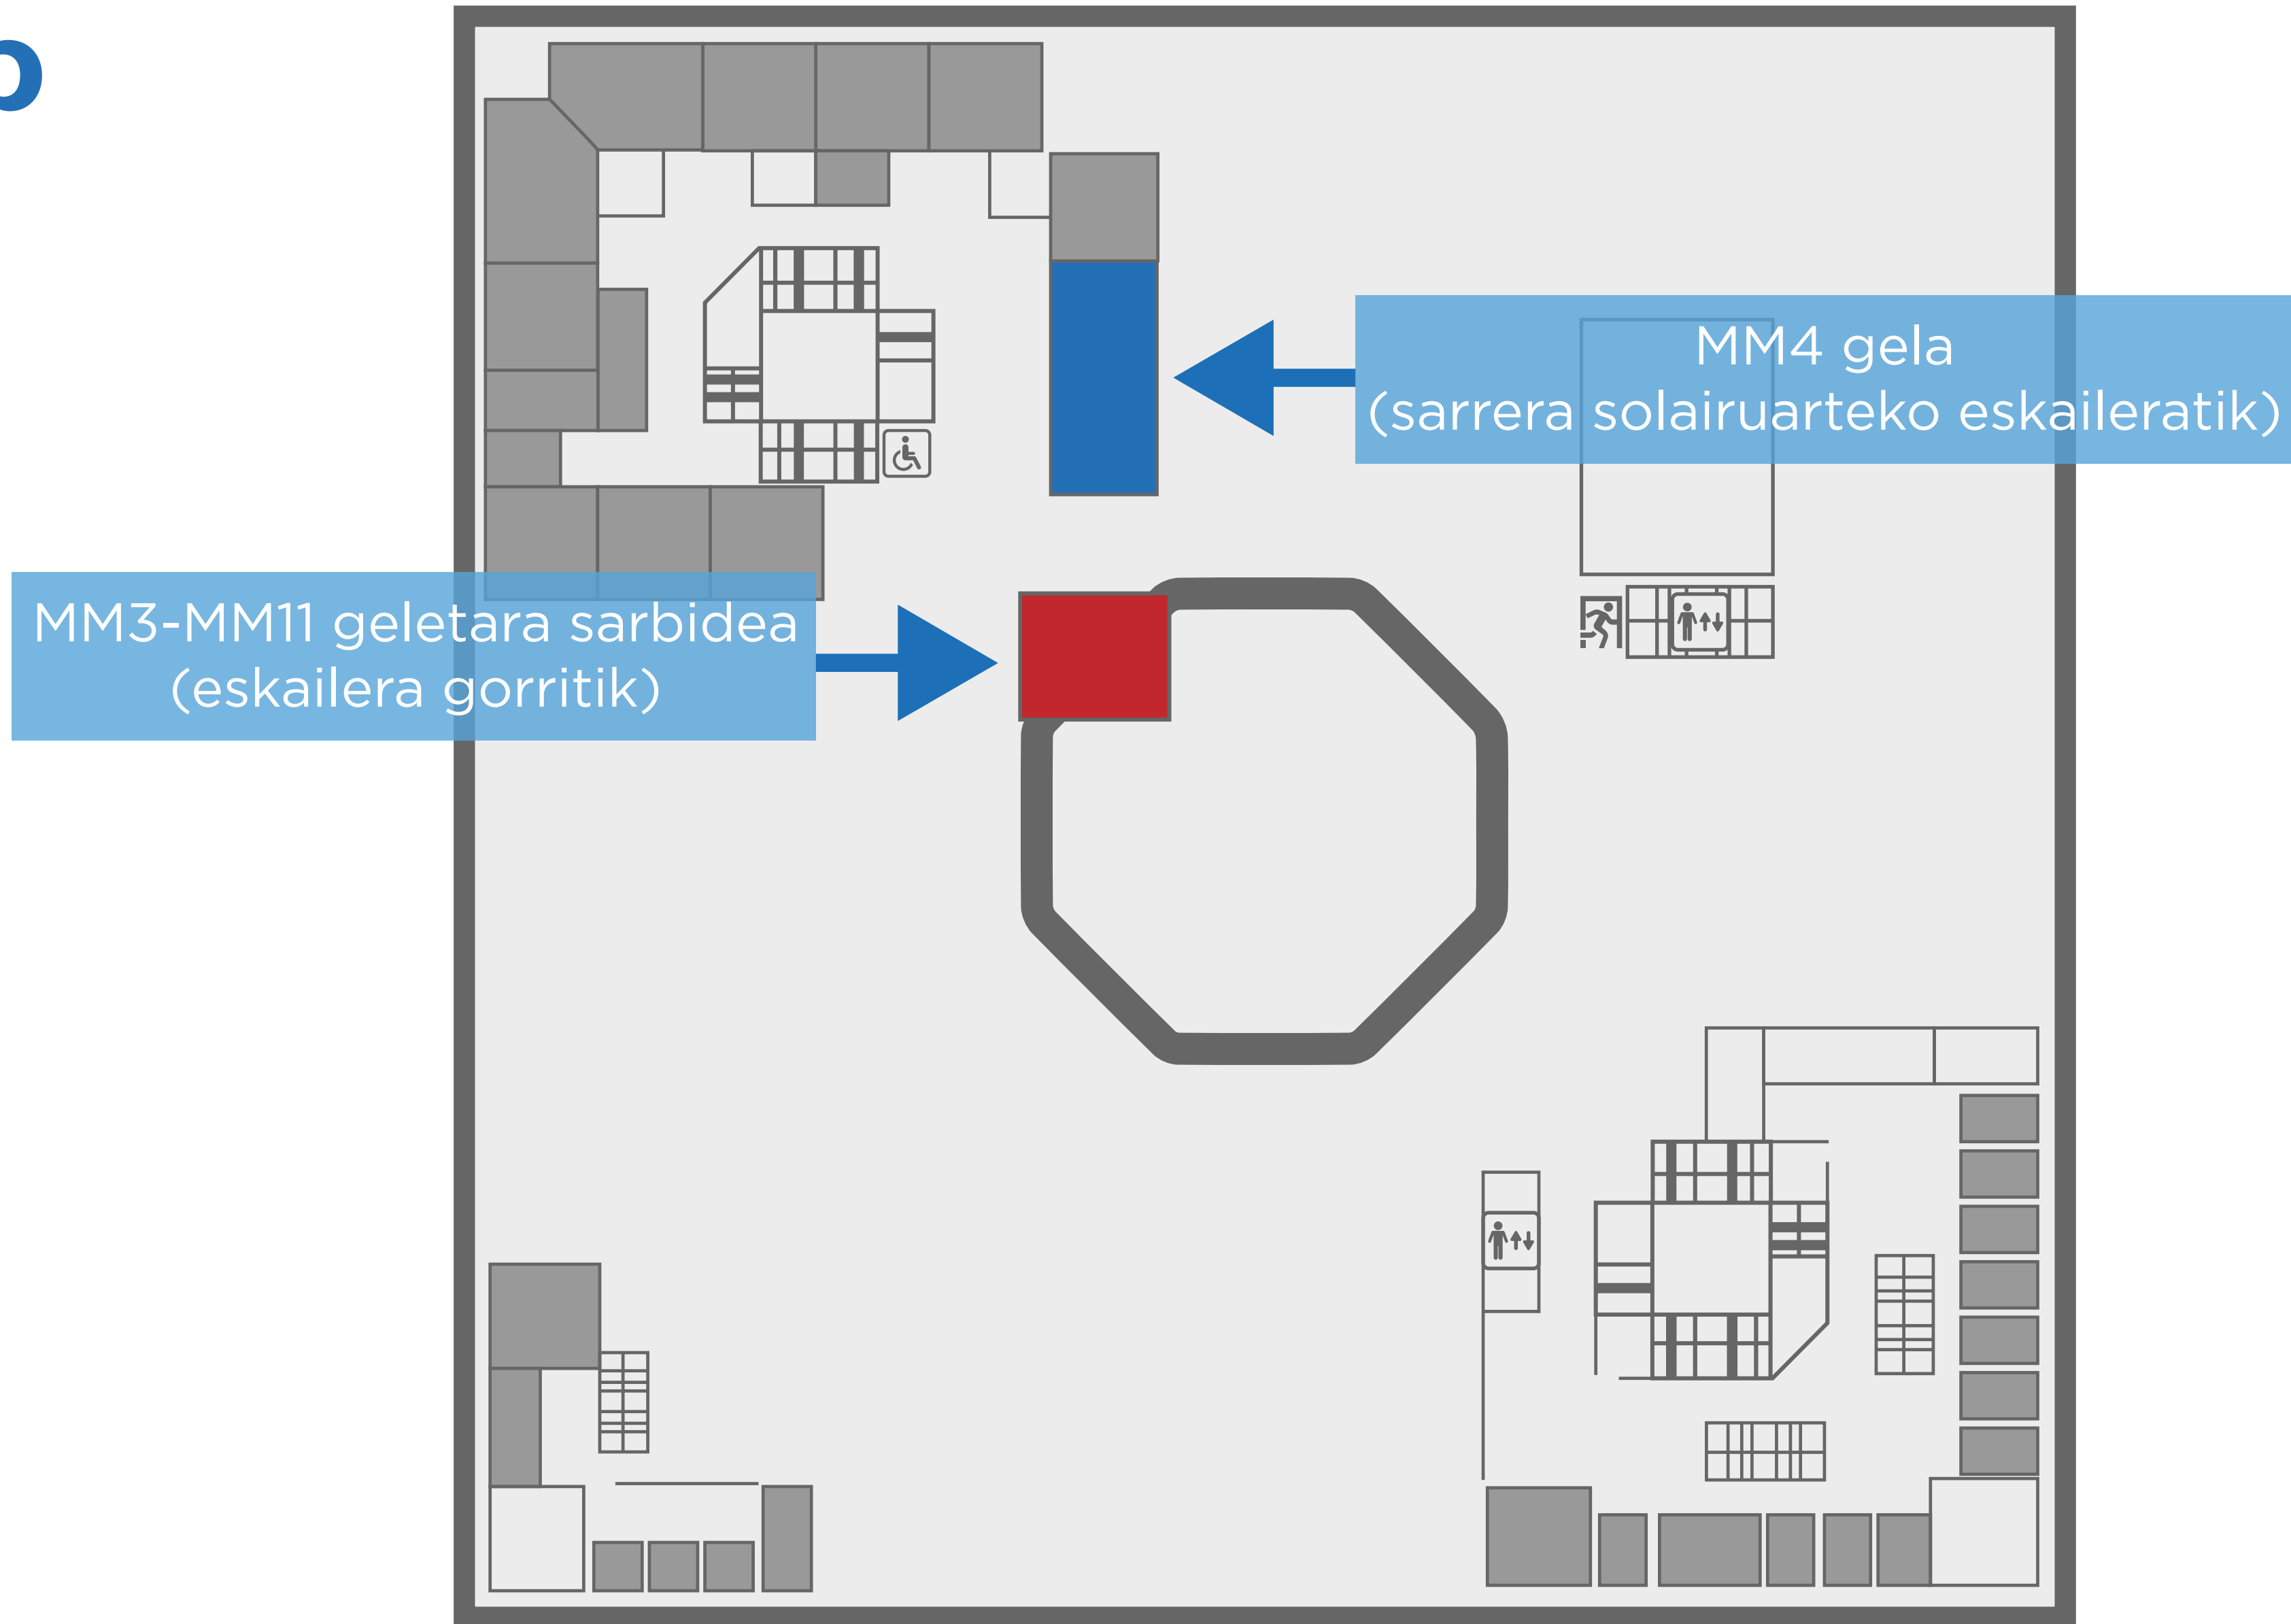 MM4 gela
(sarrera solairuarteko eskaileratik)
MM3-MM11 geletara sarbidea
(eskailera gorritik)